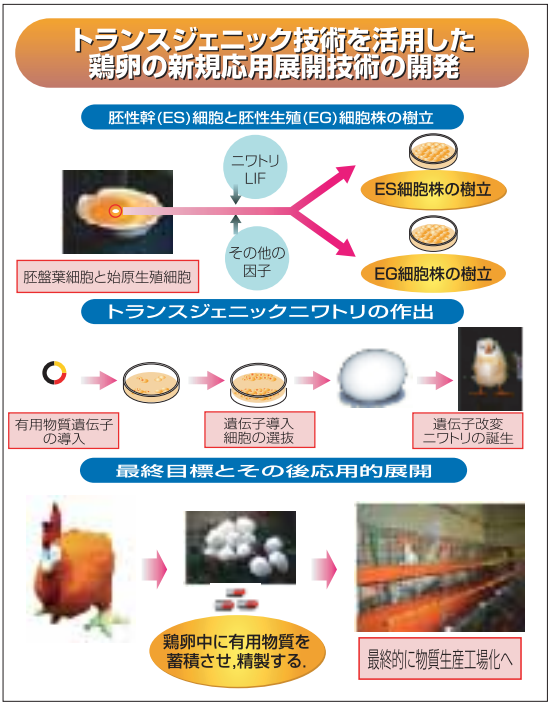 トランスジェニック技術を活用した
鶏卵の新規応用展開技術の開発
胚性幹(ES)細胞と胚性生殖(EG)細胞株の樹立
ニワトリ
LIF
ES細胞株の樹立
その他の
因子
EG細胞株の樹立
胚盤葉細胞と始原生殖細胞
トランスジェニックニワトリの作出
有用物質遺伝子
の導入
遺伝子導入
細胞の選抜
遺伝子改変
ニワトリの誕生
最終目標とその後応用的展開
鶏卵中に有用物質を
蓄積させ,精製する.
最終的に物質生産工場化へ